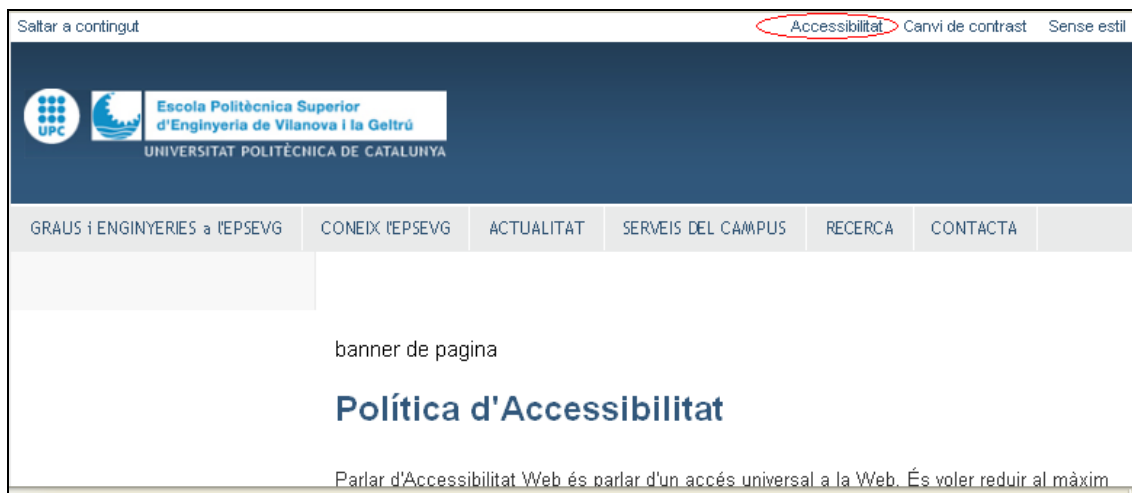 Saltar a contingut Accessibilitat Canvi de contrast Sense estil
UPC
Escola Politècnica Superior
d'Enginyeria de Vilanova i la Geltrú
UNIVERSITAT POLITÈCNICA DE CATALUNYA
GRAUS i ENGINYERIES a l'EPSEVG CONEIX l'EPSEVG ACTUALITAT SERVEIS DEL CAMPUS RECERCA CONTACTA
banner de pagina
Política d'Accessibilitat
Parlar d'Accessibilitat Web és parlar d'un accés universal a la Web. És voler reduir al màxim